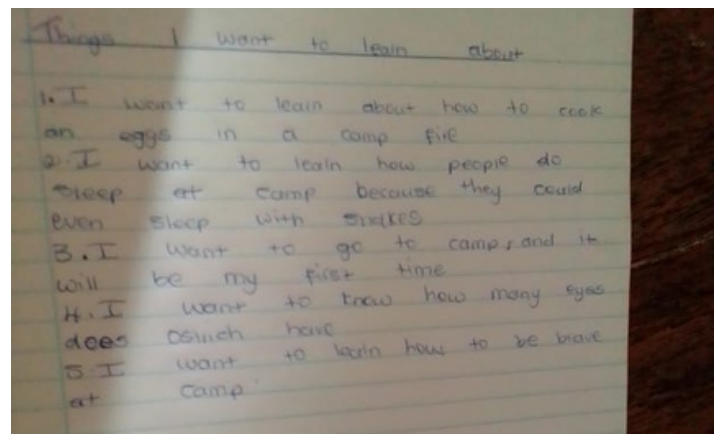 Things I want to learn about
1. I want to learn about how to cook
an eggs in a camp fire
2. I want to learn how people do
sleep at camp because they could
even sleep with snakes
3. I want to go to camp, and it
will be my first time
4. I want to know how many eyes
does osinch have
5 I want to learn how to be brave
at camp